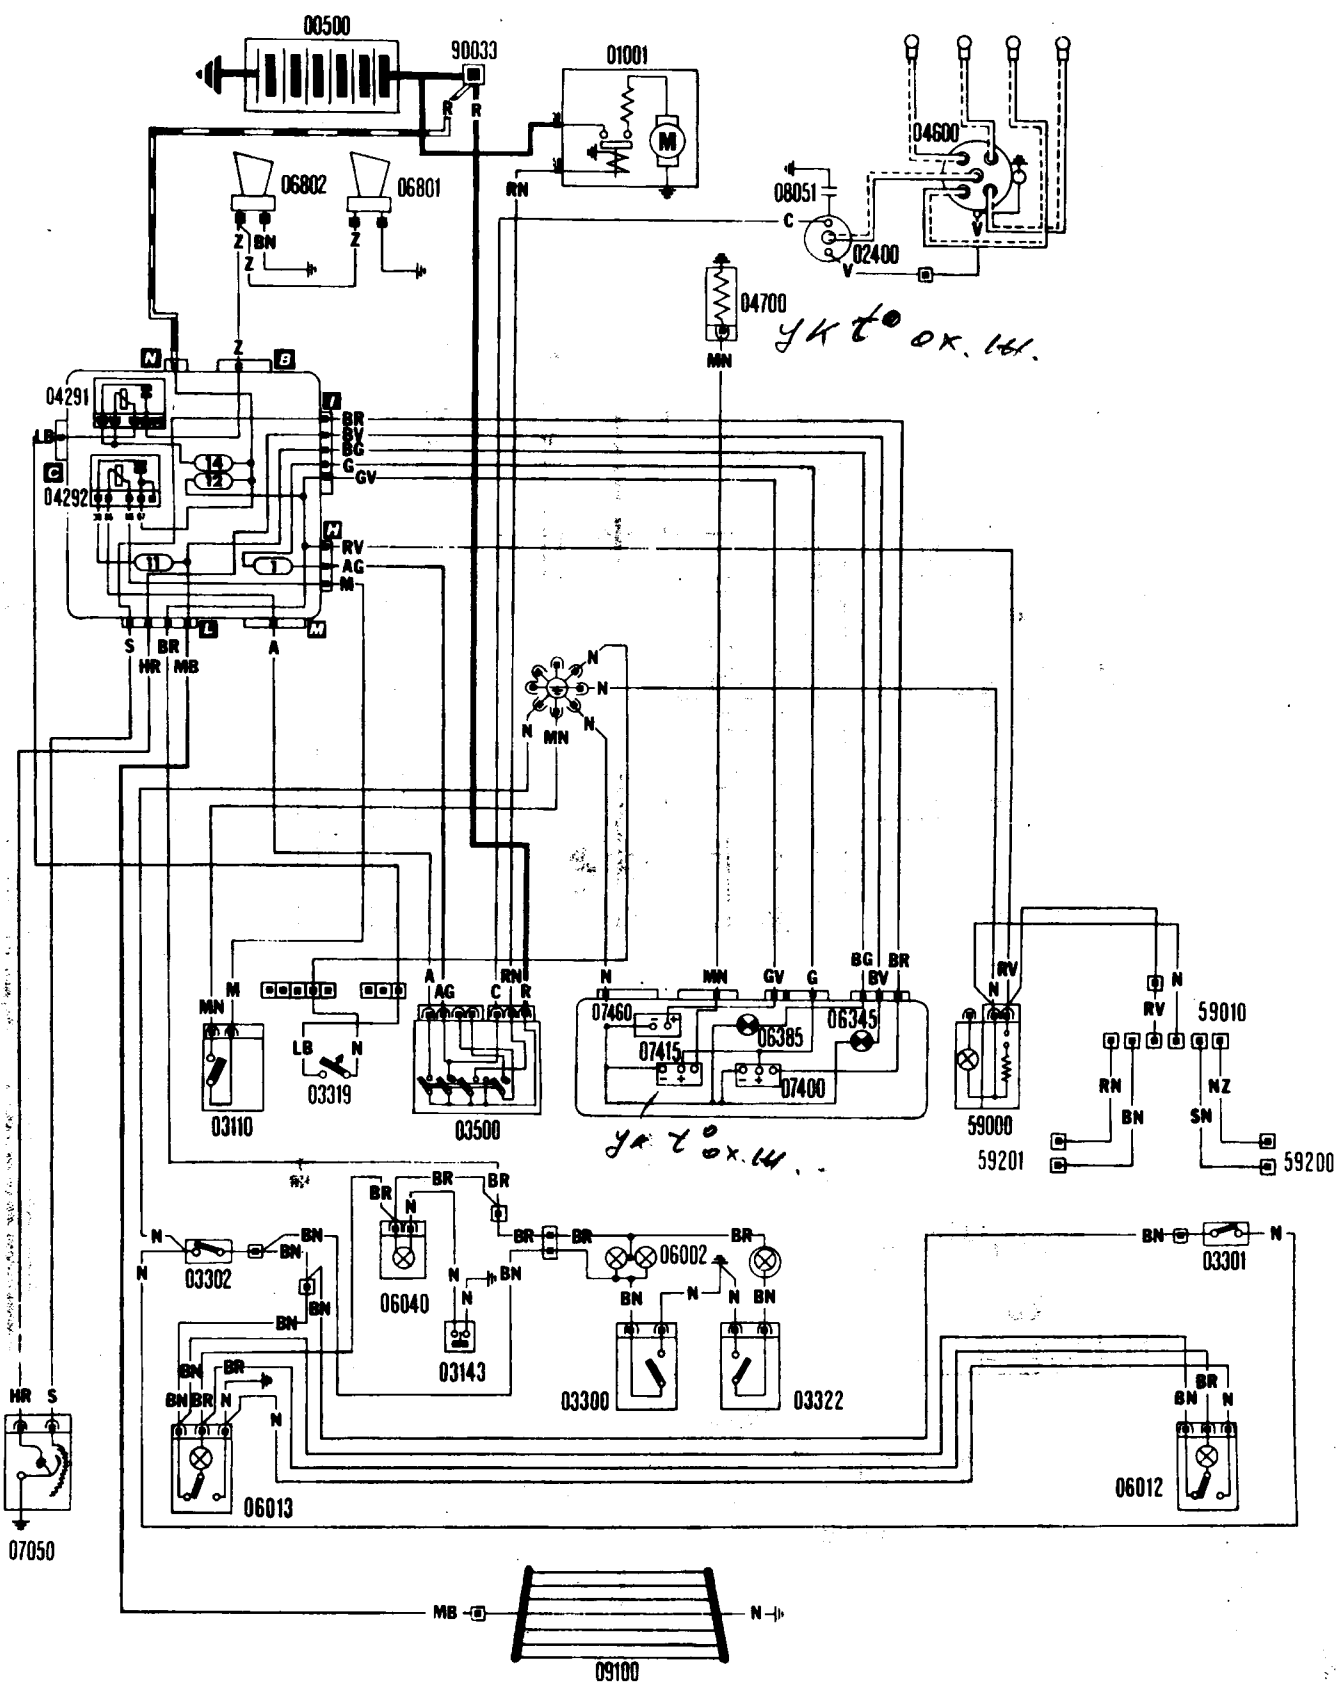 00500
90033
01001
R
R
M
04600
06802
06801
RN
08051
C
Z
BN
Z
Z
V
V
02400
04700
УК t° ох. жи.
MN
Z
N
B
04291
LB
C
04292
14
12
11
1
I
BR
BV
BG
G
GV
H
RV
AG
M
L
M
S
HR
BR
MB
A
N
N
N
N
MN
A
AG
C
RN
R
N
MN
GV
G
BG
BV
BR
N
RV
MN
M
LB
N
03110
03319
03500
07460
07415
06385
06345
07400
59000
RV
N
59010
RN
BN
SN
NZ
59201
59200
BR
N
BR
BR
N
BN
BN
03302
N
BN
BN
06040
N
N
03143
BR
BR
BN
06002
BR
BN
N
N
BN
03300
03322
BN
N
03301
BN
BR
BN
BR
N
N
06013
BN
BR
N
06012
HR
S
07050
MB
N
09100